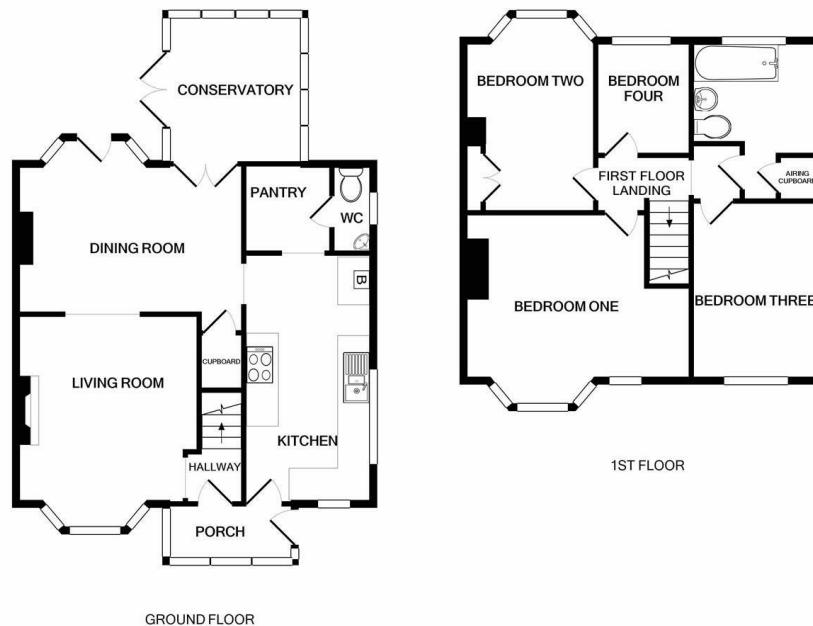 CONSERVATORY
PANTRY
WC
DINING ROOM
B
CUPBOARD
LIVING ROOM
KITCHEN
HALLWAY
PORCH
GROUND FLOOR
BEDROOM TWO
BEDROOM
FOUR
FIRST FLOOR
LANDING
AIRING
CUPBOARD
BEDROOM ONE
BEDROOM THREE
1ST FLOOR